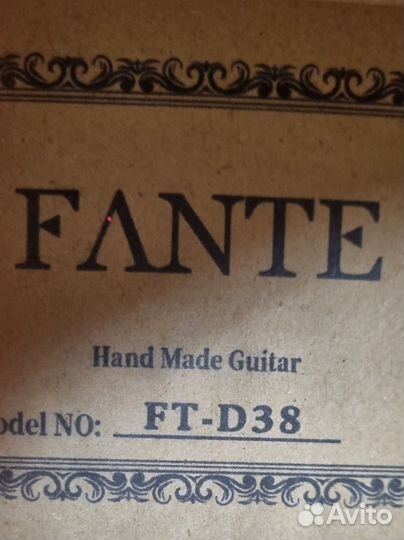 FANTE
Hand Made Guitar
odel NO: FT-D38
Avito